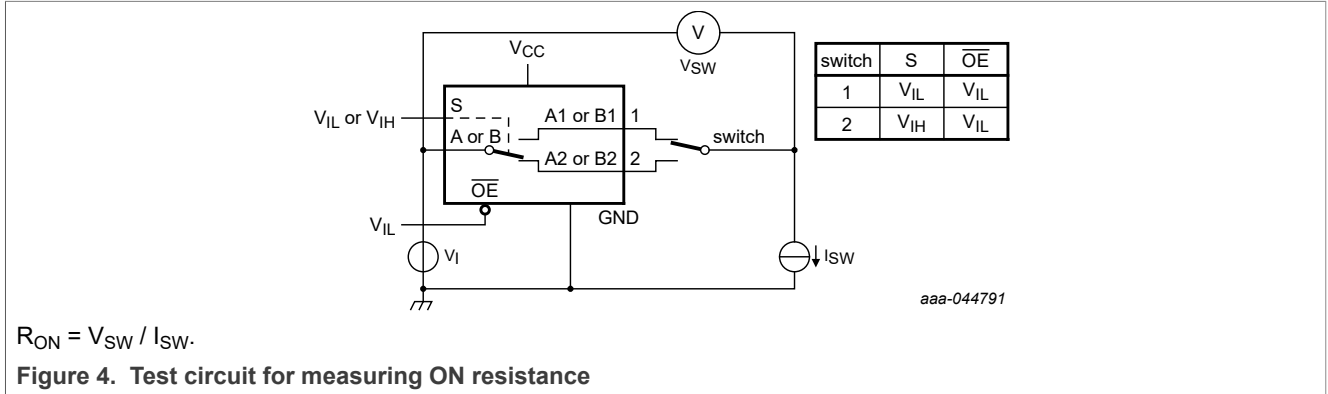 V
VSW
VCC
switch S OE
1 VIL VIL
2 VIH VIL
VIL or VIH
S
A1 or B1 1
A or B
switch
A2 or B2 2
OE
GND
VIL
VI
ISW
aaa-044791
RON = VSW / ISW.
Figure 4. Test circuit for measuring ON resistance